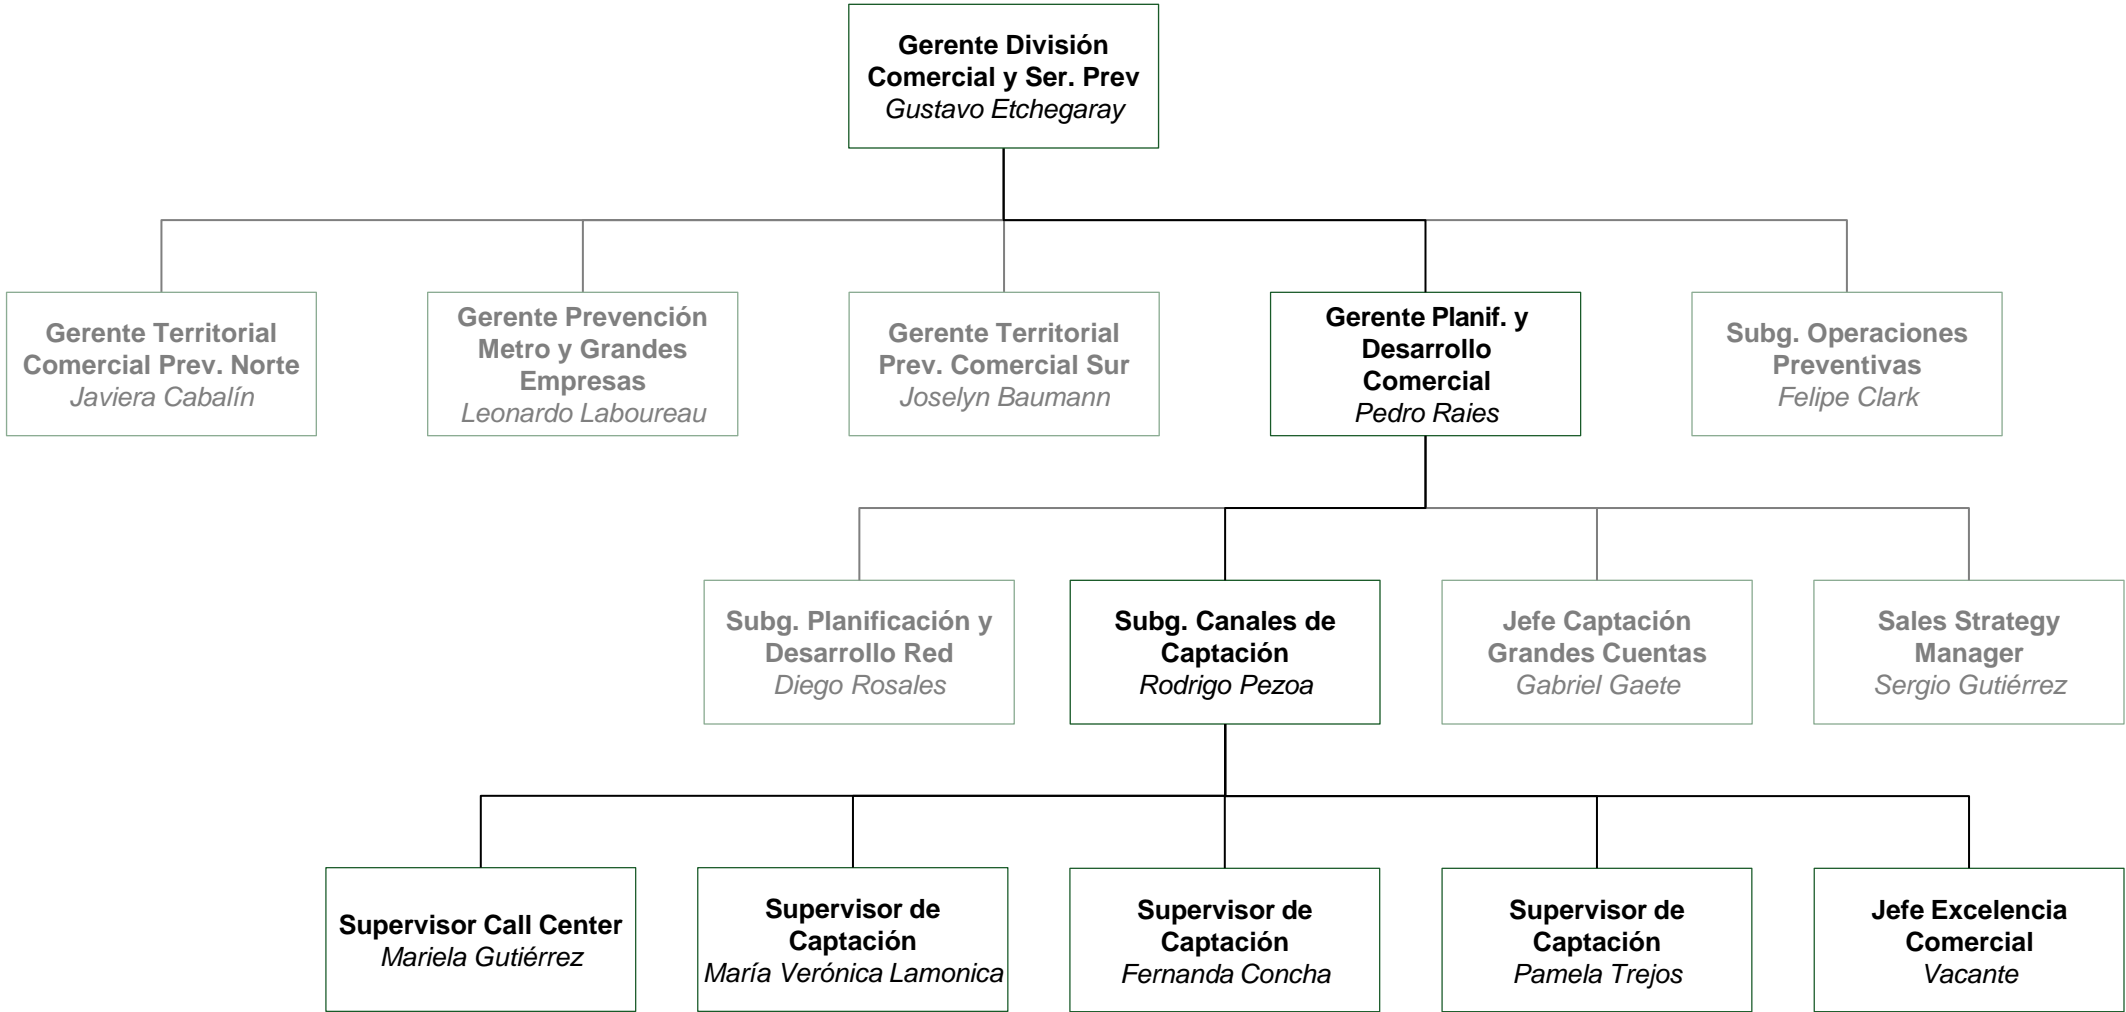 Gerente División
Comercial y Ser. Prev
Gustavo Etchegaray
Gerente Territorial
Comercial Prev. Norte
Javiera Cabalín
Gerente Prevención
Metro y Grandes
Empresas
Leonardo Laboureau
Gerente Territorial
Prev. Comercial Sur
Joselyn Baumann
Gerente Planif. y
Desarrollo
Comercial
Pedro Raies
Subg. Operaciones
Preventivas
Felipe Clark
Subg. Planificación y
Desarrollo Red
Diego Rosales
Subg. Canales de
Captación
Rodrigo Pezoa
Jefe Captación
Grandes Cuentas
Gabriel Gaete
Sales Strategy
Manager
Sergio Gutiérrez
Supervisor Call Center
Mariela Gutiérrez
Supervisor de
Captación
María Verónica Lamonica
Supervisor de
Captación
Fernanda Concha
Supervisor de
Captación
Pamela Trejos
Jefe Excelencia
Comercial
Vacante